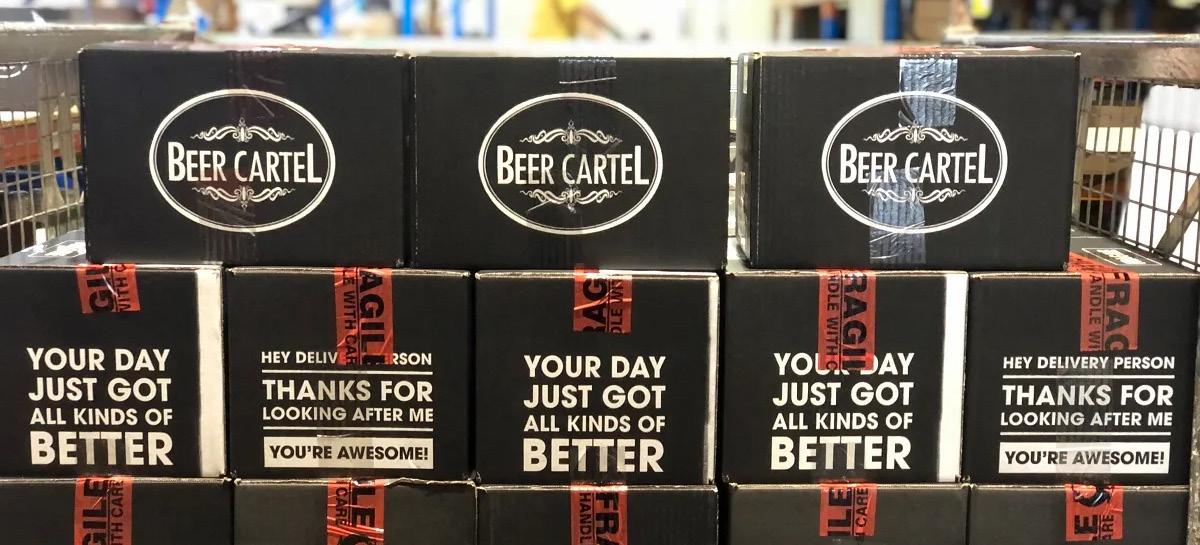 BEER CARTEL
BEER CARTEL
BEER CARTEL
YOUR DAY
JUST GOT
ALL KINDS OF
BETTER
HEY PERSON
THANKS FOR
LOOKING AFTER ME
YOU'RE AWESOME!
YOUR DAY
JUST GOT
ALL KINDS OF
BETTER
YOUR DAY
JUST GOT
ALL KINDS OF
BETTER
HEY DELIVERY PERSON
THANKS FOR
LOOKING AFTER ME
YOU'RE AWESOME!